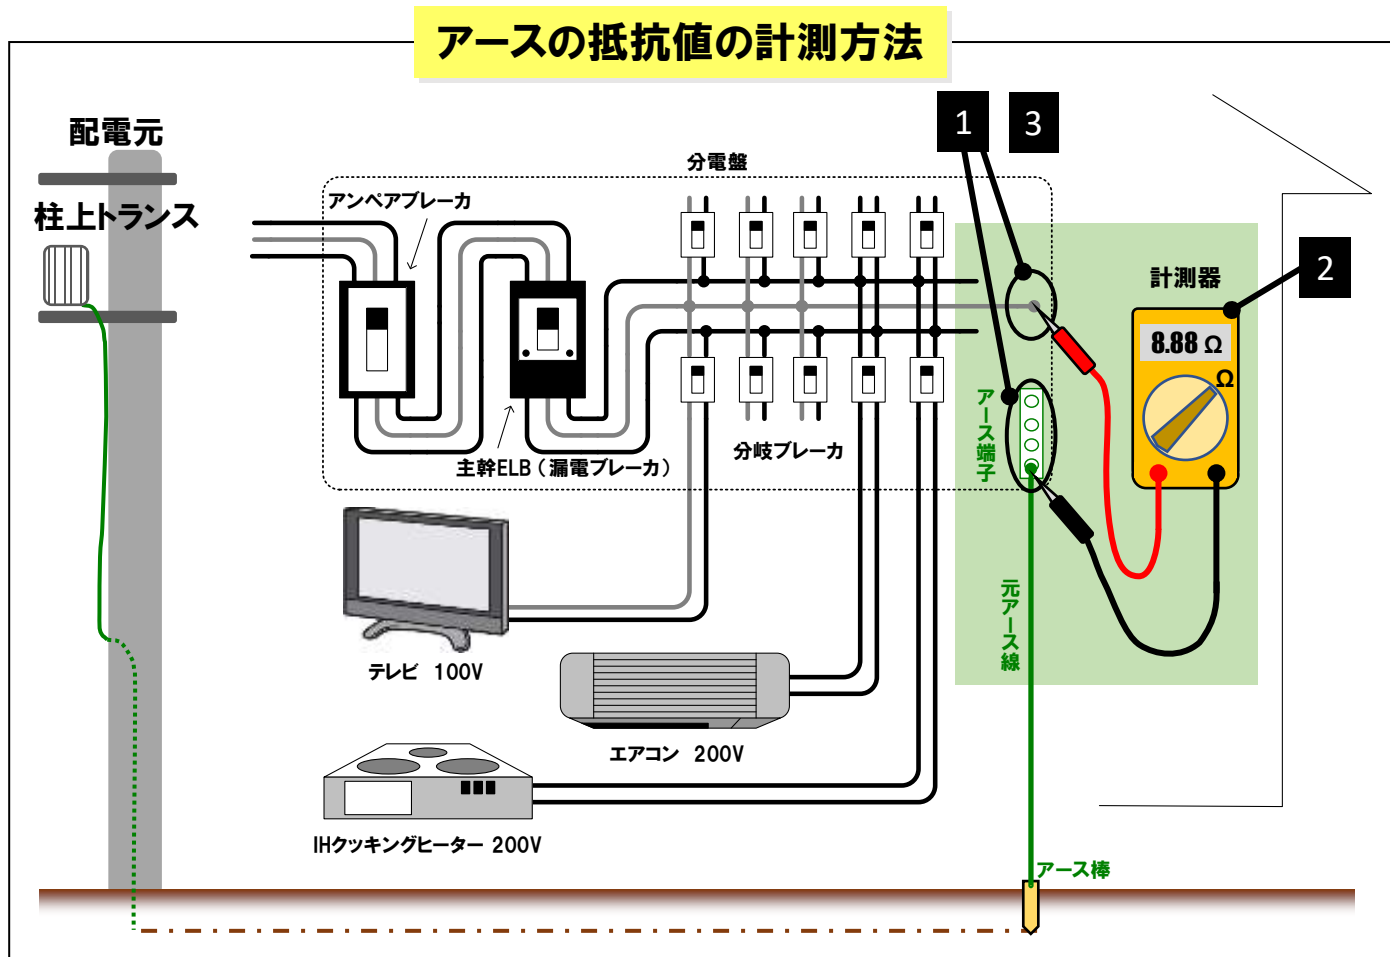 アースの抵抗値の計測方法
配電元
柱上トランス
分電盤
アンペアブレーカ
主幹ELB（漏電ブレーカ）
分岐ブレーカ
1
3
2
計測器
8.88 Ω
Ω
アース端子
元アース線
テレビ 100V
エアコン 200V
IHクッキングヒーター 200V
アース棒